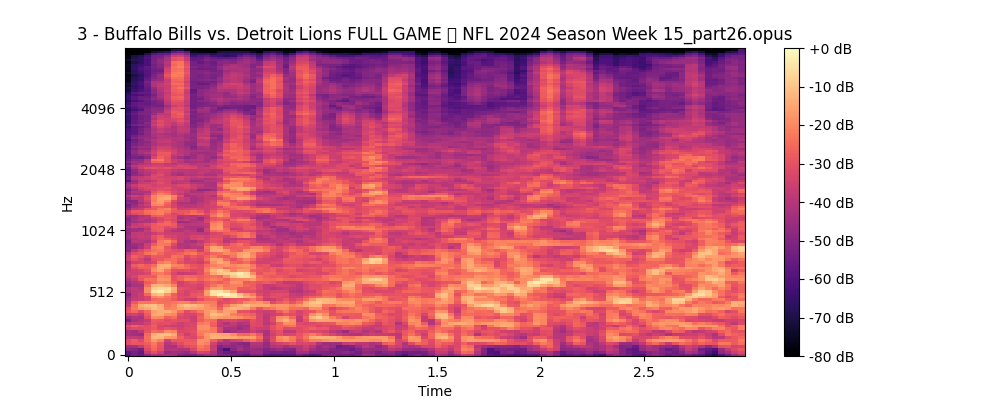 3 - Buffalo Bills vs. Detroit Lions FULL GAME ▯ NFL 2024 Season Week 15_part26.opus
+0 dB
-10 dB
-20 dB
-30 dB
-40 dB
-50 dB
-60 dB
-70 dB
-80 dB
4096
2048
1024
512
0
Hz
0
0.5
1
1.5
2
2.5
Time